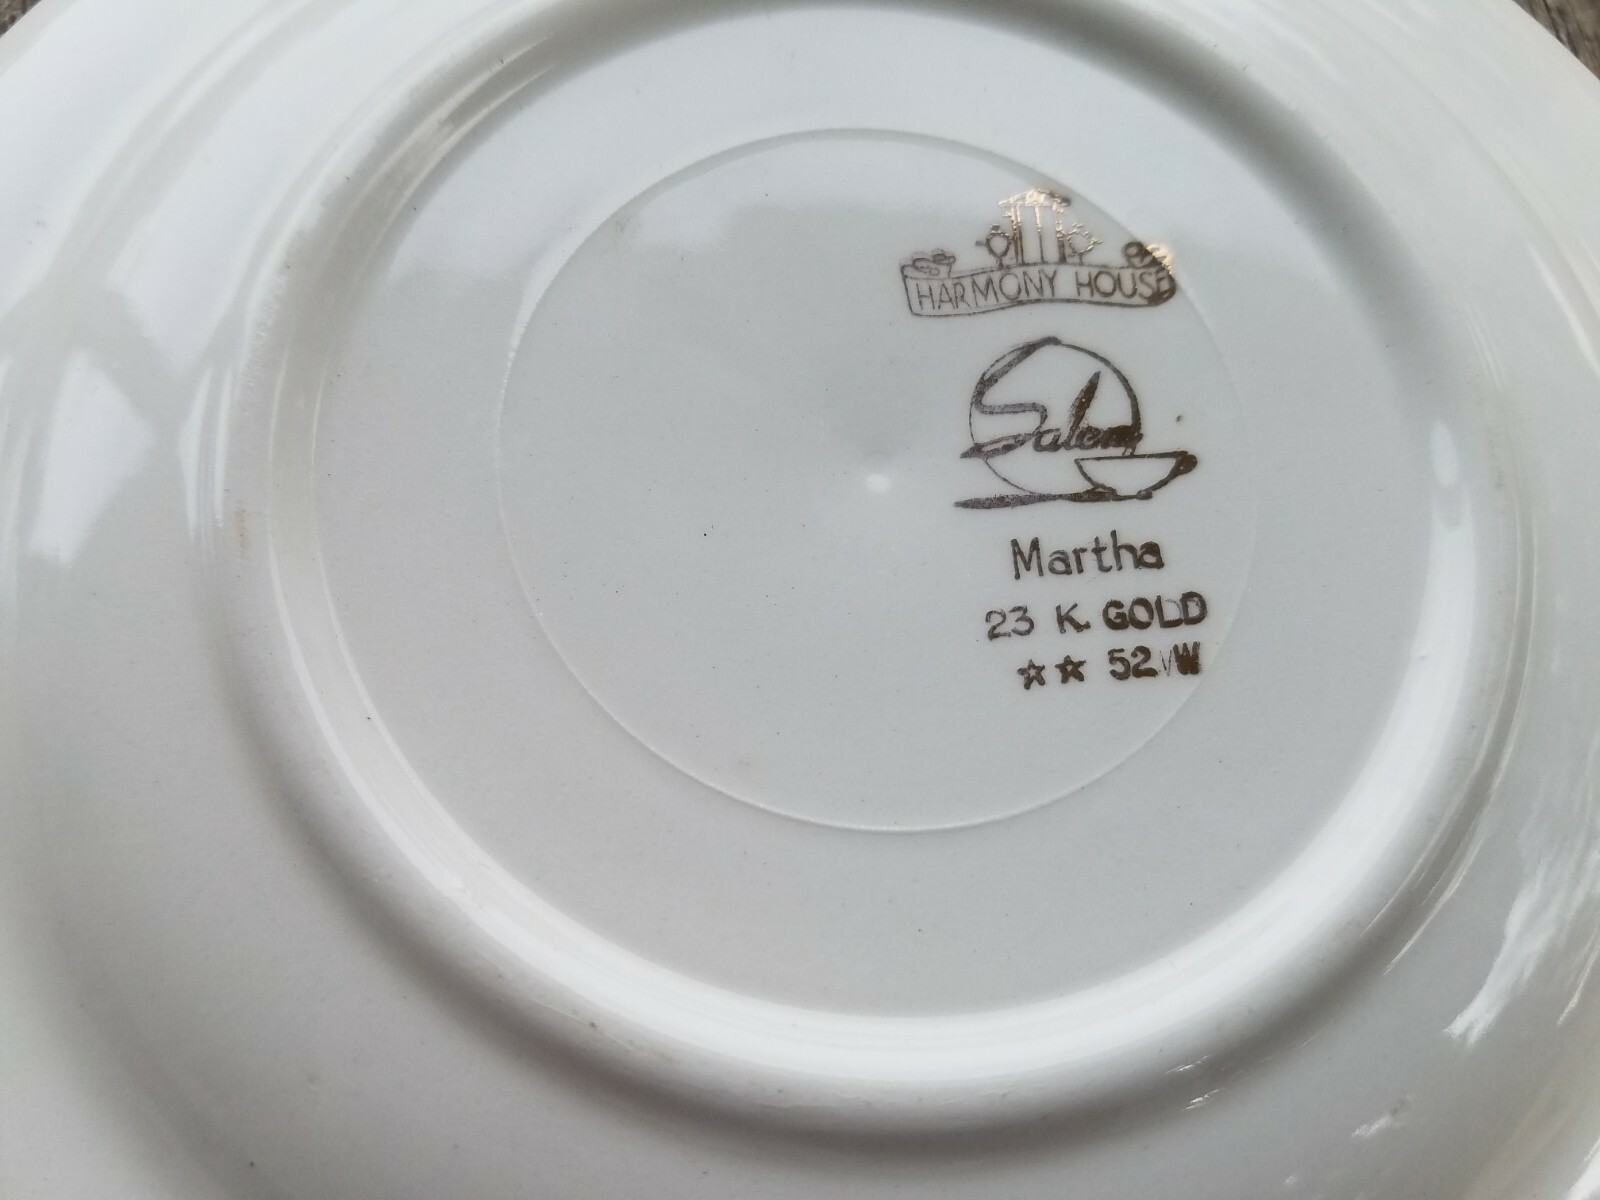 HARMONY HOUSE
Salem
Martha
23 K. GOLD
☆☆ 52 W